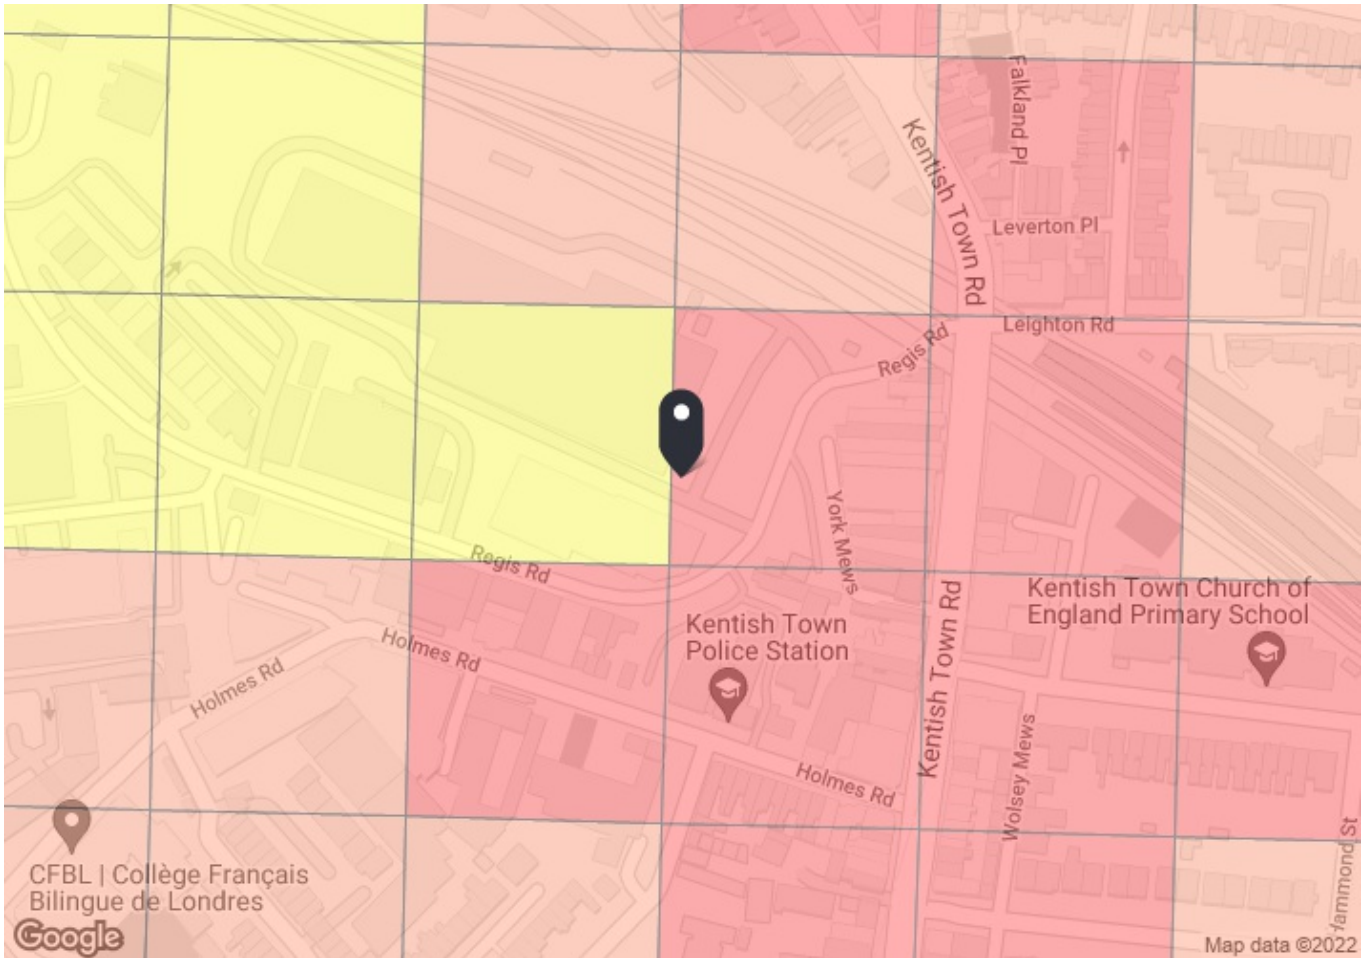 Falkland Pl
Kentish Town Rd
Leverton Pl
Leighton Rd
Regis Rd
York Mews
Regis Rd
Kentish Town Church of
England Primary School
Kentish Town
Police Station
Holmes Rd
Kentish Town Rd
Holmes Rd
Wolsey Mews
Holmes Rd
Hammond St
CFBL | Collège Français
Bilingue de Londres
Google
Map data ©2022